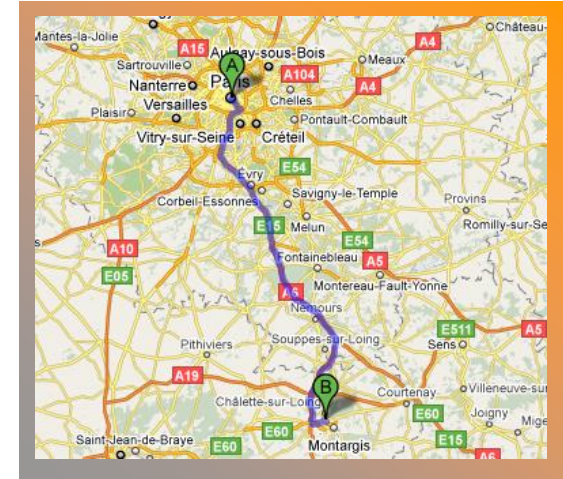 Mantes-la-Jolie
Château-
A15
Aulnay-sous-Bois
A4
Sartrouville
Meaux
A
Nanterre
Paris
A104
A4
Versailles
Chelles
Plaisir
Pontault-Combault
Vitry-sur-Seine
Créteil
E54
Évry
Savigny-le-Temple
Corbeil-Essonnes
Provins
E15
Melun
Romilly-sur-Se
A10
E54
Fontainebleau
A5
E05
Montereau-Fault-Yonne
A6
Nemours
E511
A5
Pithiviers
Souppes-sur-Loing
Sens
A19
B
Courtenay
Villeneuve-su
Châlette-sur-Loing
E60
Joigny
Mige
E60
E60
E15
Saint-Jean-de-Braye
Montargis
A6